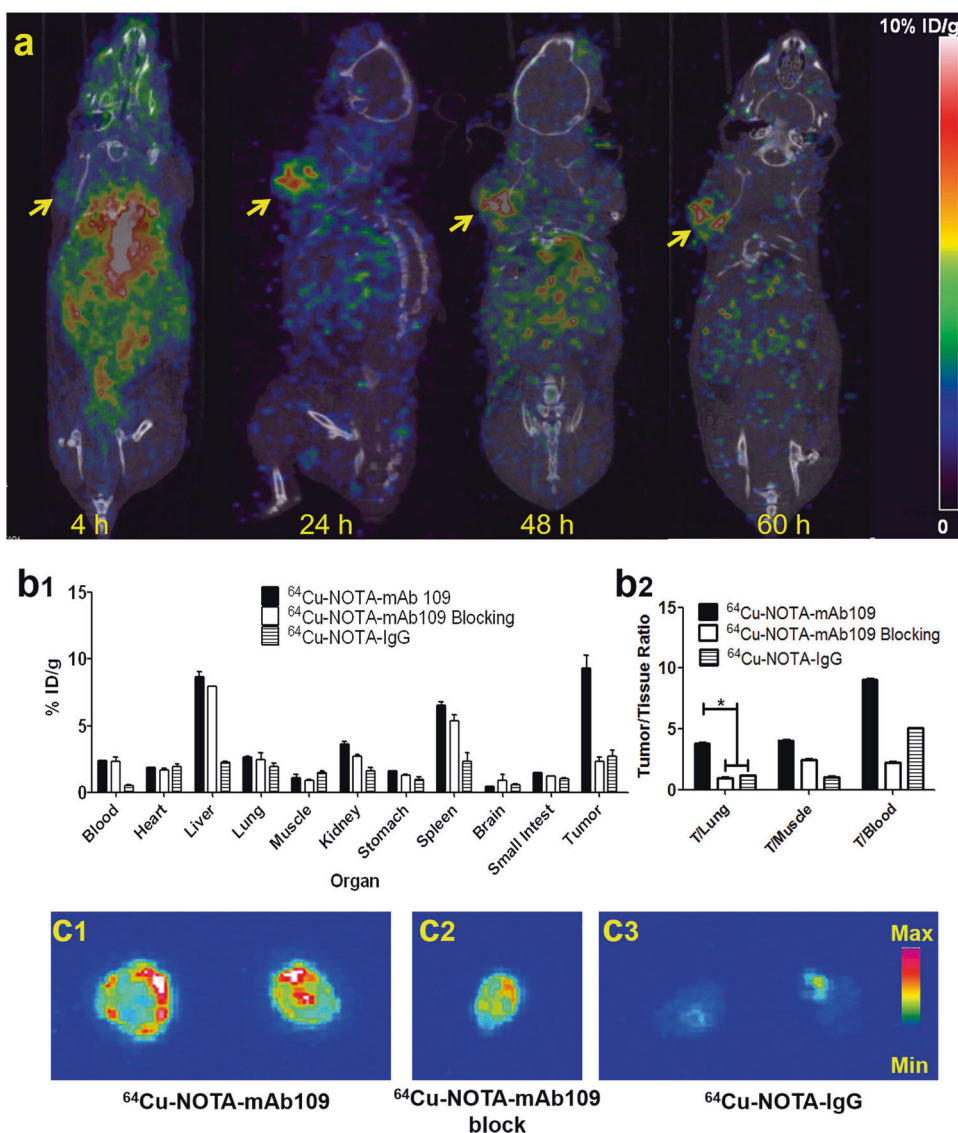 a
10% ID/g
4 h
24 h
48 h
60 h
0
b1
15
10
5
0
% ID/g
⁶⁴Cu-NOTA-mAb 109
⁶⁴Cu-NOTA-mAb109 Blocking
⁶⁴Cu-NOTA-IgG
Blood
Heart
Liver
Lung
Muscle
Kidney
Stomach
Spleen
Brain
Small Intest
Tumor
Organ
b2
15
10
5
0
Tumor/Tissue Ratio
⁶⁴Cu-NOTA-mAb109
⁶⁴Cu-NOTA-mAb109 Blocking
⁶⁴Cu-NOTA-IgG
*
T/Lung
T/Muscle
T/Blood
C1
C2
C3
Max
Min
⁶⁴Cu-NOTA-mAb109
⁶⁴Cu-NOTA-mAb109
block
⁶⁴Cu-NOTA-IgG